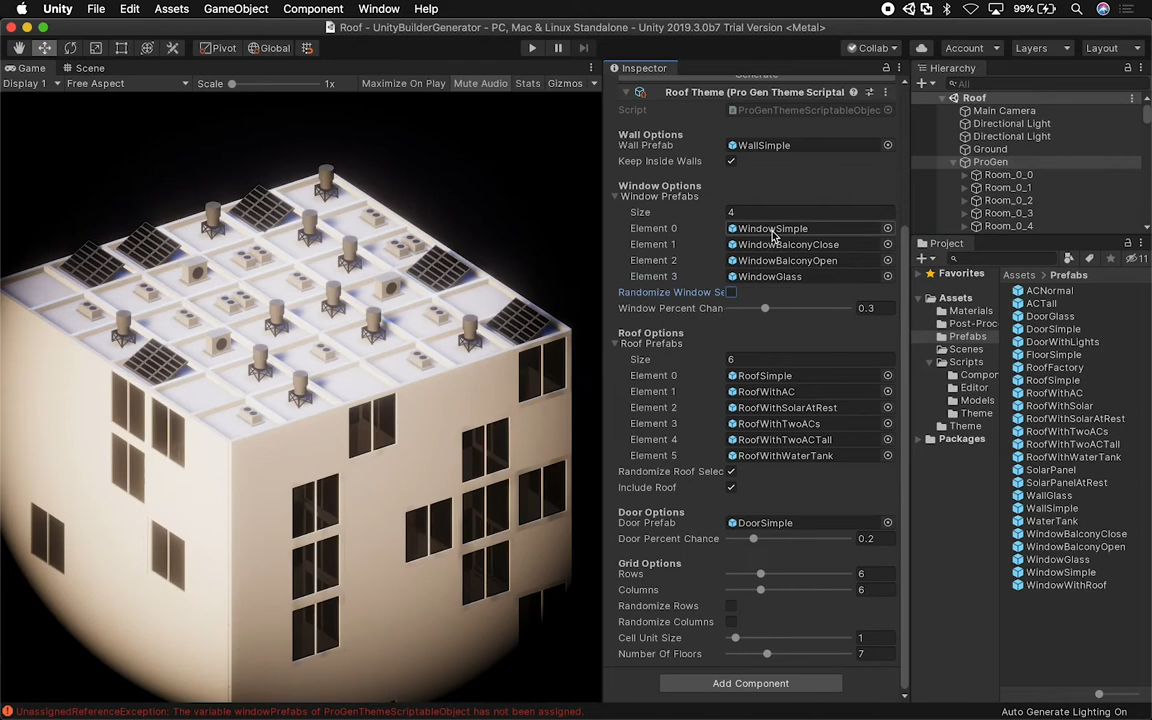 Unity File Edit Assets GameObject Component Window Help 99%
Roof - UnityBuilderGenerator - PC, Mac & Linux Standalone - Unity 2019.3.0b7 Trial Version <Metal>
Pivot Global Collab Account Layers Layout
Game Scene Inspector Hierarchy
Display 1 Free Aspect Scale 1x Maximize On Play Mute Audio Stats Gizmos
Generate
All
Roof
Roof Theme (Pro Gen Theme Scriptal
Script ProGenThemeScriptableObjec
Main Camera
Directional Light
Directional Light
Ground
ProGen
Room_0_0
Room_0_1
Room_0_2
Room_0_3
Room_0_4
Wall Options
Wall Prefab WallSimple
Keep Inside Walls
Window Options
Window Prefabs
Size 4
Element 0 WindowSimple
Element 1 WindowBalconyClose
Element 2 WindowBalconyOpen
Element 3 WindowGlass
Randomize Window Se
Window Percent Chan 0.3
Roof Options
Roof Prefabs
Size 6
Element 0 RoofSimple
Element 1 RoofWithAC
Element 2 RoofWithSolarAtRest
Element 3 RoofWithTwoACs
Element 4 RoofWithTwoACTall
Element 5 RoofWithWaterTank
Randomize Roof Selec
Include Roof
Door Options
Door Prefab DoorSimple
Door Percent Chance 0.2
Grid Options
Rows 6
Columns 6
Randomize Rows
Randomize Columns
Cell Unit Size 1
Number Of Floors 7
Add Component
Project
11
Favorites
Assets
Materials
Post-Proc
Prefabs
Scenes
Scripts
Compor
Editor
Models
Theme
Theme
Packages
Assets Prefabs
ACNormal
ACTall
DoorGlass
DoorSimple
DoorWithLights
FloorSimple
RoofFactory
RoofSimple
RoofWithAC
RoofWithSolar
RoofWithSolarAtRest
RoofWithTwoACs
RoofWithTwoACTall
RoofWithWaterTank
SolarPanel
SolarPanelAtRest
WallGlass
WallSimple
WaterTank
WindowBalconyClose
WindowBalconyOpen
WindowGlass
WindowSimple
WindowWithRoof
UnassignedReferenceException: The variable windowPrefabs of ProGenThemeScriptableObject has not been assigned.
Auto Generate Lighting On